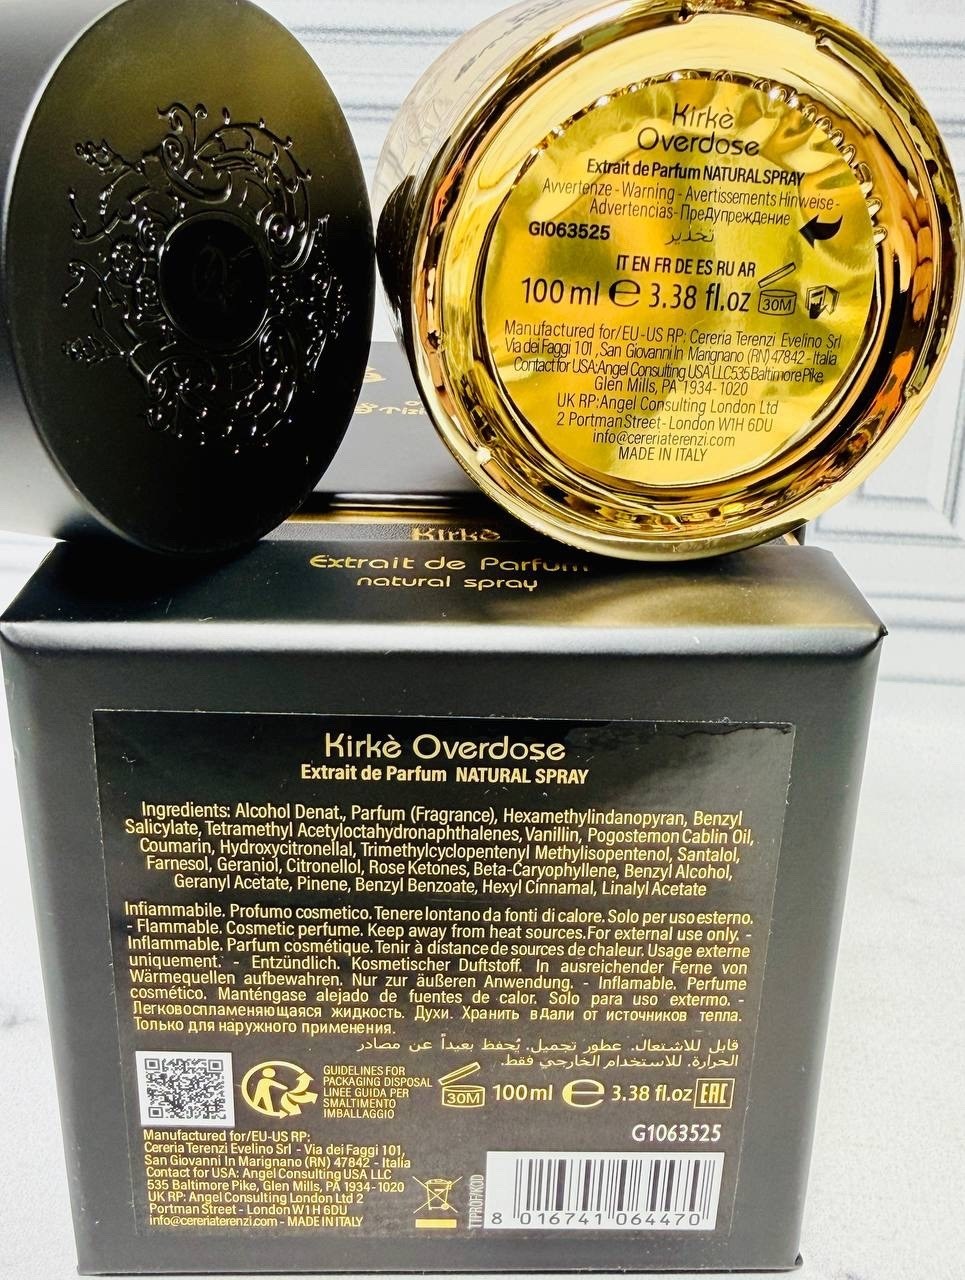 Kirkè
Overdose
Extrait de Parfum NATURAL SPRAY
Avvertenze - Warning - Avertissements Hinweise -
Advertencias - ПреДупреждение
GI063525 تحذير
IT EN FR DE ES RU AR
100 ml e 3.38 fl.oz 30M
Manufactured for/EU-US RP: Cereria Terenzi Evelino Srl
Via dei Faggi 101 , San Giovanni In Marignano (RN) 47842 - Italia
Contact for USA:Angel Consulting USA LLC 535 Baltimore Pike,
Glen Mills, PA 1934-1020
UK RP:Angel Consulting London Ltd
2 Portman Street - London W1H 6DU
info@cereriaterenzi.com
MADE IN ITALY
Kirkè
Extrait de Parfum
natural spray
Kirkè Overdose
Extrait de Parfum NATURAL SPRAY
Ingredients: Alcohol Denat., Parfum (Fragrance), Hexamethylindanopyran, Benzyl
Salicylate, Tetramethyl Acetyloctahydronaphthalenes, Vanillin, Pogostemon Cablin Oil,
Coumarin, Hydroxycitronellal, Trimethylcyclopentenyl Methylisopentenol, Santalol,
Farnesol, Geraniol, Citronellol, Rose Ketones, Beta-Caryophyllene, Benzyl Alcohol,
Geranyl Acetate, Pinene, Benzyl Benzoate, Hexyl Cinnamal, Linalyl Acetate
Infiammabile. Profumo cosmetico. Tenere lontano da fonti di calore. Solo per uso esterno.
- Flammable. Cosmetic perfume. Keep away from heat sources. For external use only. -
Inflammable. Parfum cosmétique. Tenir à distance de sources de chaleur. Usage externe
uniquement. - Entzündlich. Kosmetischer Duftstoff. In ausreichender Ferne von
Wärmequellen aufbewahren. Nur zur äußeren Anwendung. - Inflamable. Perfume
cosmético. Manténgase alejado de fuentes de calor. Solo para uso extermo. -
Легковоспламеняющаяся жидкость. Духи. Хранить вДали от источников тепла.
Только для наружного применения.
قابل للاشتعال. عطور تجميل. يُحفظ بعيداً عن مصادر
الحرارة. للاستخدام الخارجي فقط.
GUIDELINES FOR
PACKAGING DISPOSAL
LINEE GUIDA PER
SMALTIMENTO
IMBALLAGGIO
30M 100ml e 3.38 fl.oz EAC
G1063525
Manufactured for/EU-US RP:
Cereria Terenzi Evelino Srl - Via dei Faggi 101,
San Giovanni In Marignano (RN) 47842 - Italia
Contact for USA: Angel Consulting USA LLC
535 Baltimore Pike, Glen Mills, PA 1934-1020
UK RP: Angel Consulting London Ltd 2
Portman Street - London W1H 6DU
info@cereriaterenzi.com - MADE IN ITALY
8 016741 064470